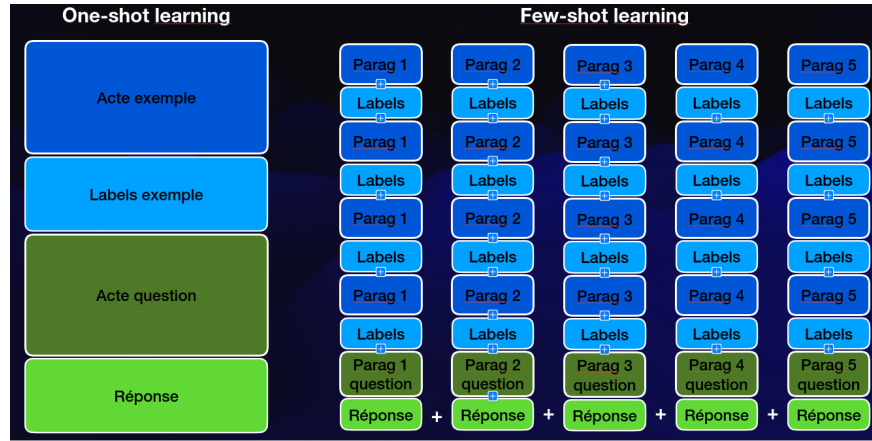 One-shot learning
Few-shot learning
Acte exemple
Labels exemple
Acte question
Réponse
Parag 1
Parag 2
Parag 3
Parag 4
Parag 5
Labels
Labels
Labels
Labels
Labels
Parag 1
Parag 2
Parag 3
Parag 4
Parag 5
Labels
Labels
Labels
Labels
Labels
Parag 1
Parag 2
Parag 3
Parag 4
Parag 5
Labels
Labels
Labels
Labels
Labels
Parag 1
Parag 2
Parag 3
Parag 4
Parag 5
Labels
Labels
Labels
Labels
Labels
Parag 1
question
Parag 2
question
Parag 3
question
Parag 4
question
Parag 5
question
Réponse + Réponse + Réponse + Réponse + Réponse